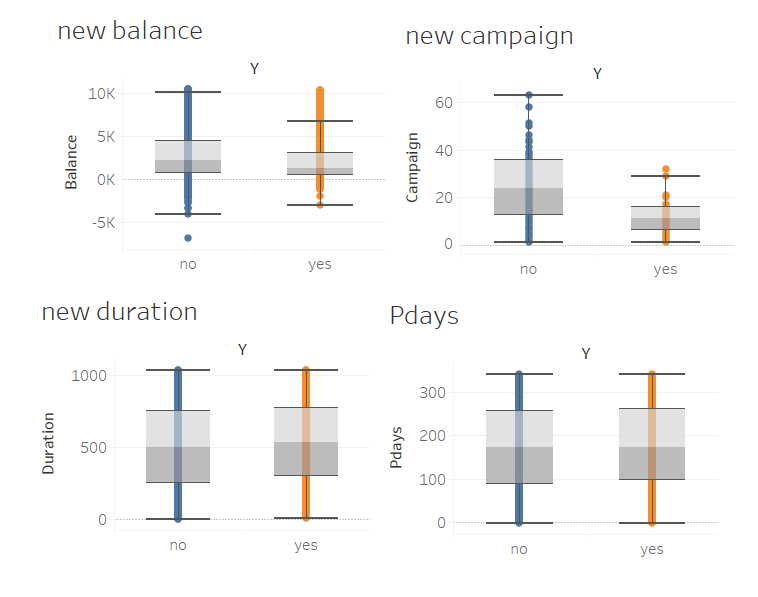 new balance
Y
Balance
10K
5K
0K
-5K
no
yes
new campaign
Y
Campaign
60
40
20
0
no
yes
new duration
Y
Duration
1000
500
0
no
yes
Pdays
Y
Pdays
300
200
100
0
no
yes